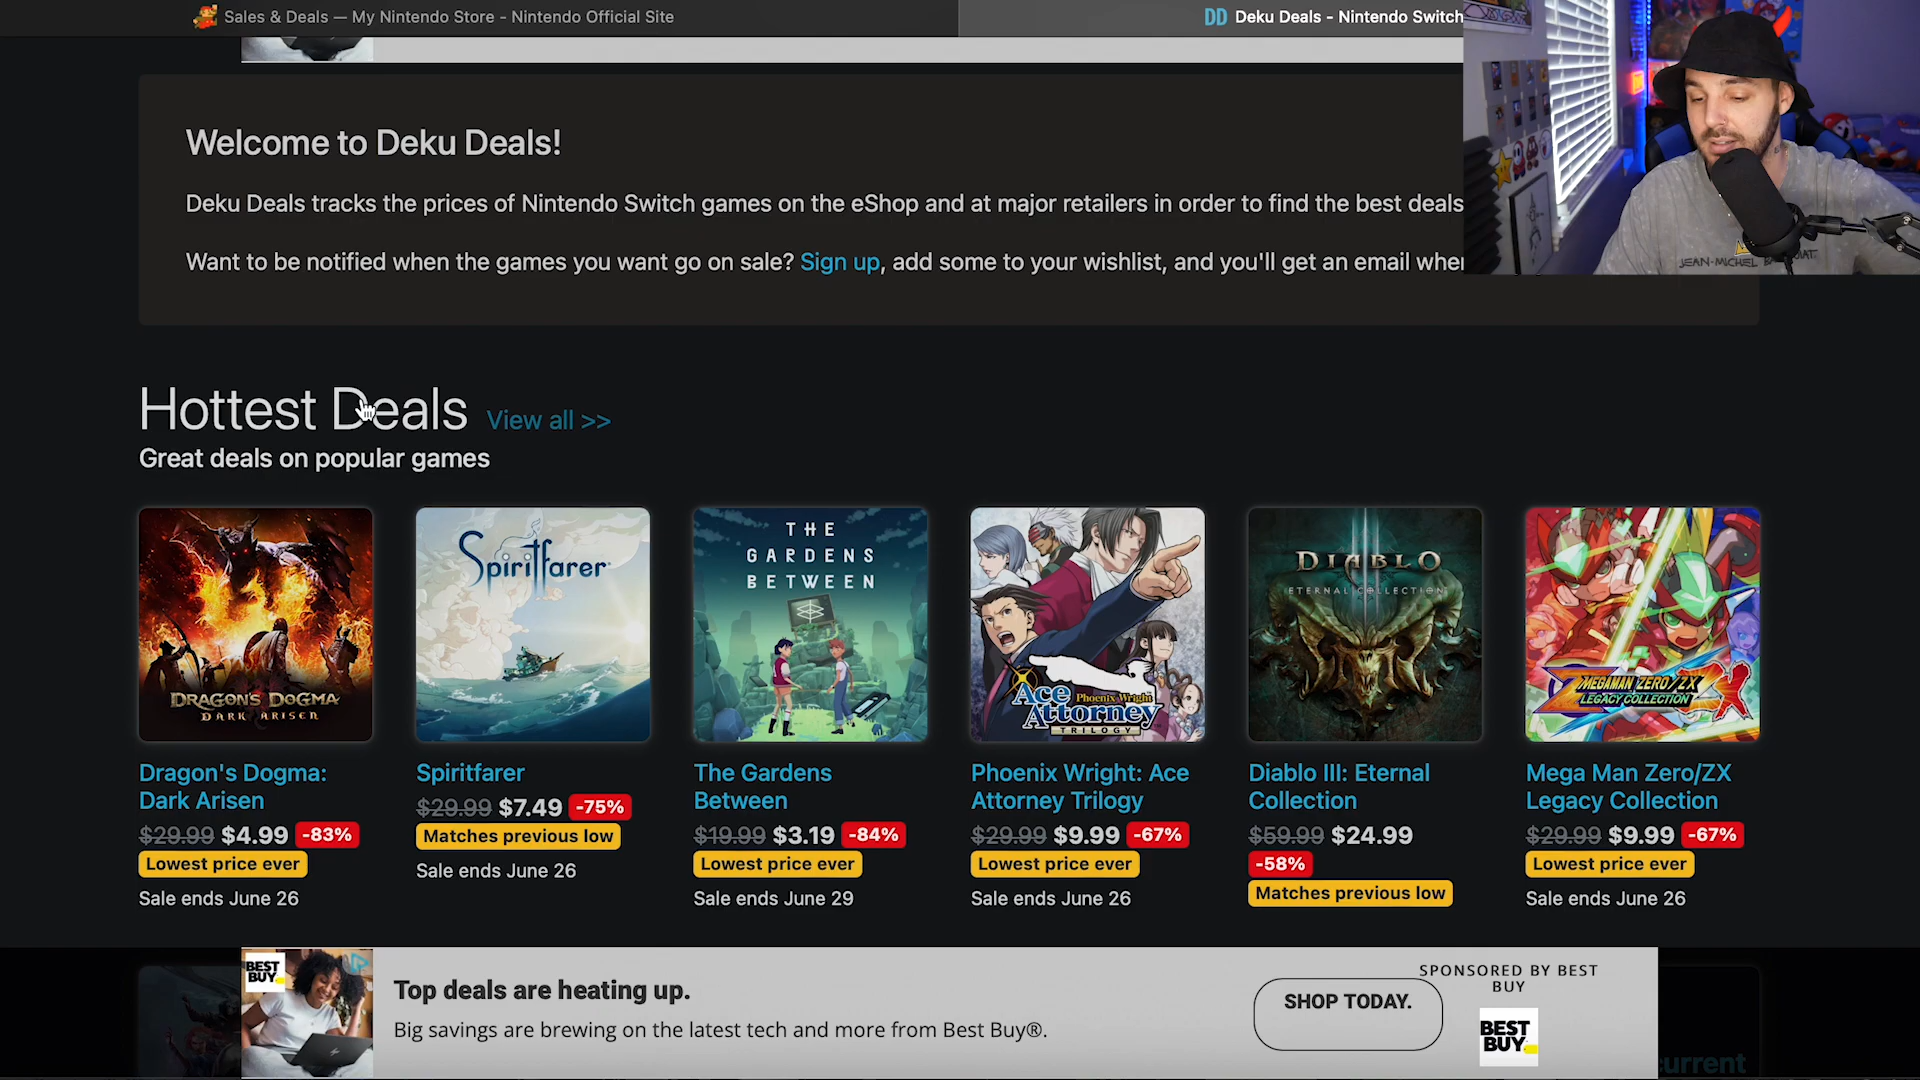 Sales & Deals — My Nintendo Store - Nintendo Official Site
DD Deku Deals - Nintendo Switch
Welcome to Deku Deals!
Deku Deals tracks the prices of Nintendo Switch games on the eShop and at major retailers in order to find the best deals
Want to be notified when the games you want go on sale? Sign up, add some to your wishlist, and you'll get an email
Hottest Deals View all >>
Great deals on popular games
DRAGON'S DOGMA
DARK ARISEN
Spiritfarer
THE
GARDENS
BETWEEN
Ace
Phoenix Wright
Attorney
TRILOGY
DIABLO
ETERNAL COLLECTION
MEGAMAN ZERO/ZX
LEGACY COLLECTION
ZX
Dragon's Dogma:
Dark Arisen
$29.99 $4.99 -83%
Lowest price ever
Sale ends June 26
Spiritfarer
$29.99 $7.49 -75%
Matches previous low
Sale ends June 26
The Gardens
Between
$19.99 $3.19 -84%
Lowest price ever
Sale ends June 29
Phoenix Wright: Ace
Attorney Trilogy
$29.99 $9.99 -67%
Lowest price ever
Sale ends June 26
Diablo III: Eternal
Collection
$59.99 $24.99
-58%
Matches previous low
Mega Man Zero/ZX
Legacy Collection
$29.99 $9.99 -67%
Lowest price ever
Sale ends June 26
BEST
BUY
Top deals are heating up.
Big savings are brewing on the latest tech and more from Best Buy®.
SHOP TODAY.
SPONSORED BY BEST
BUY
BEST
BUY
current